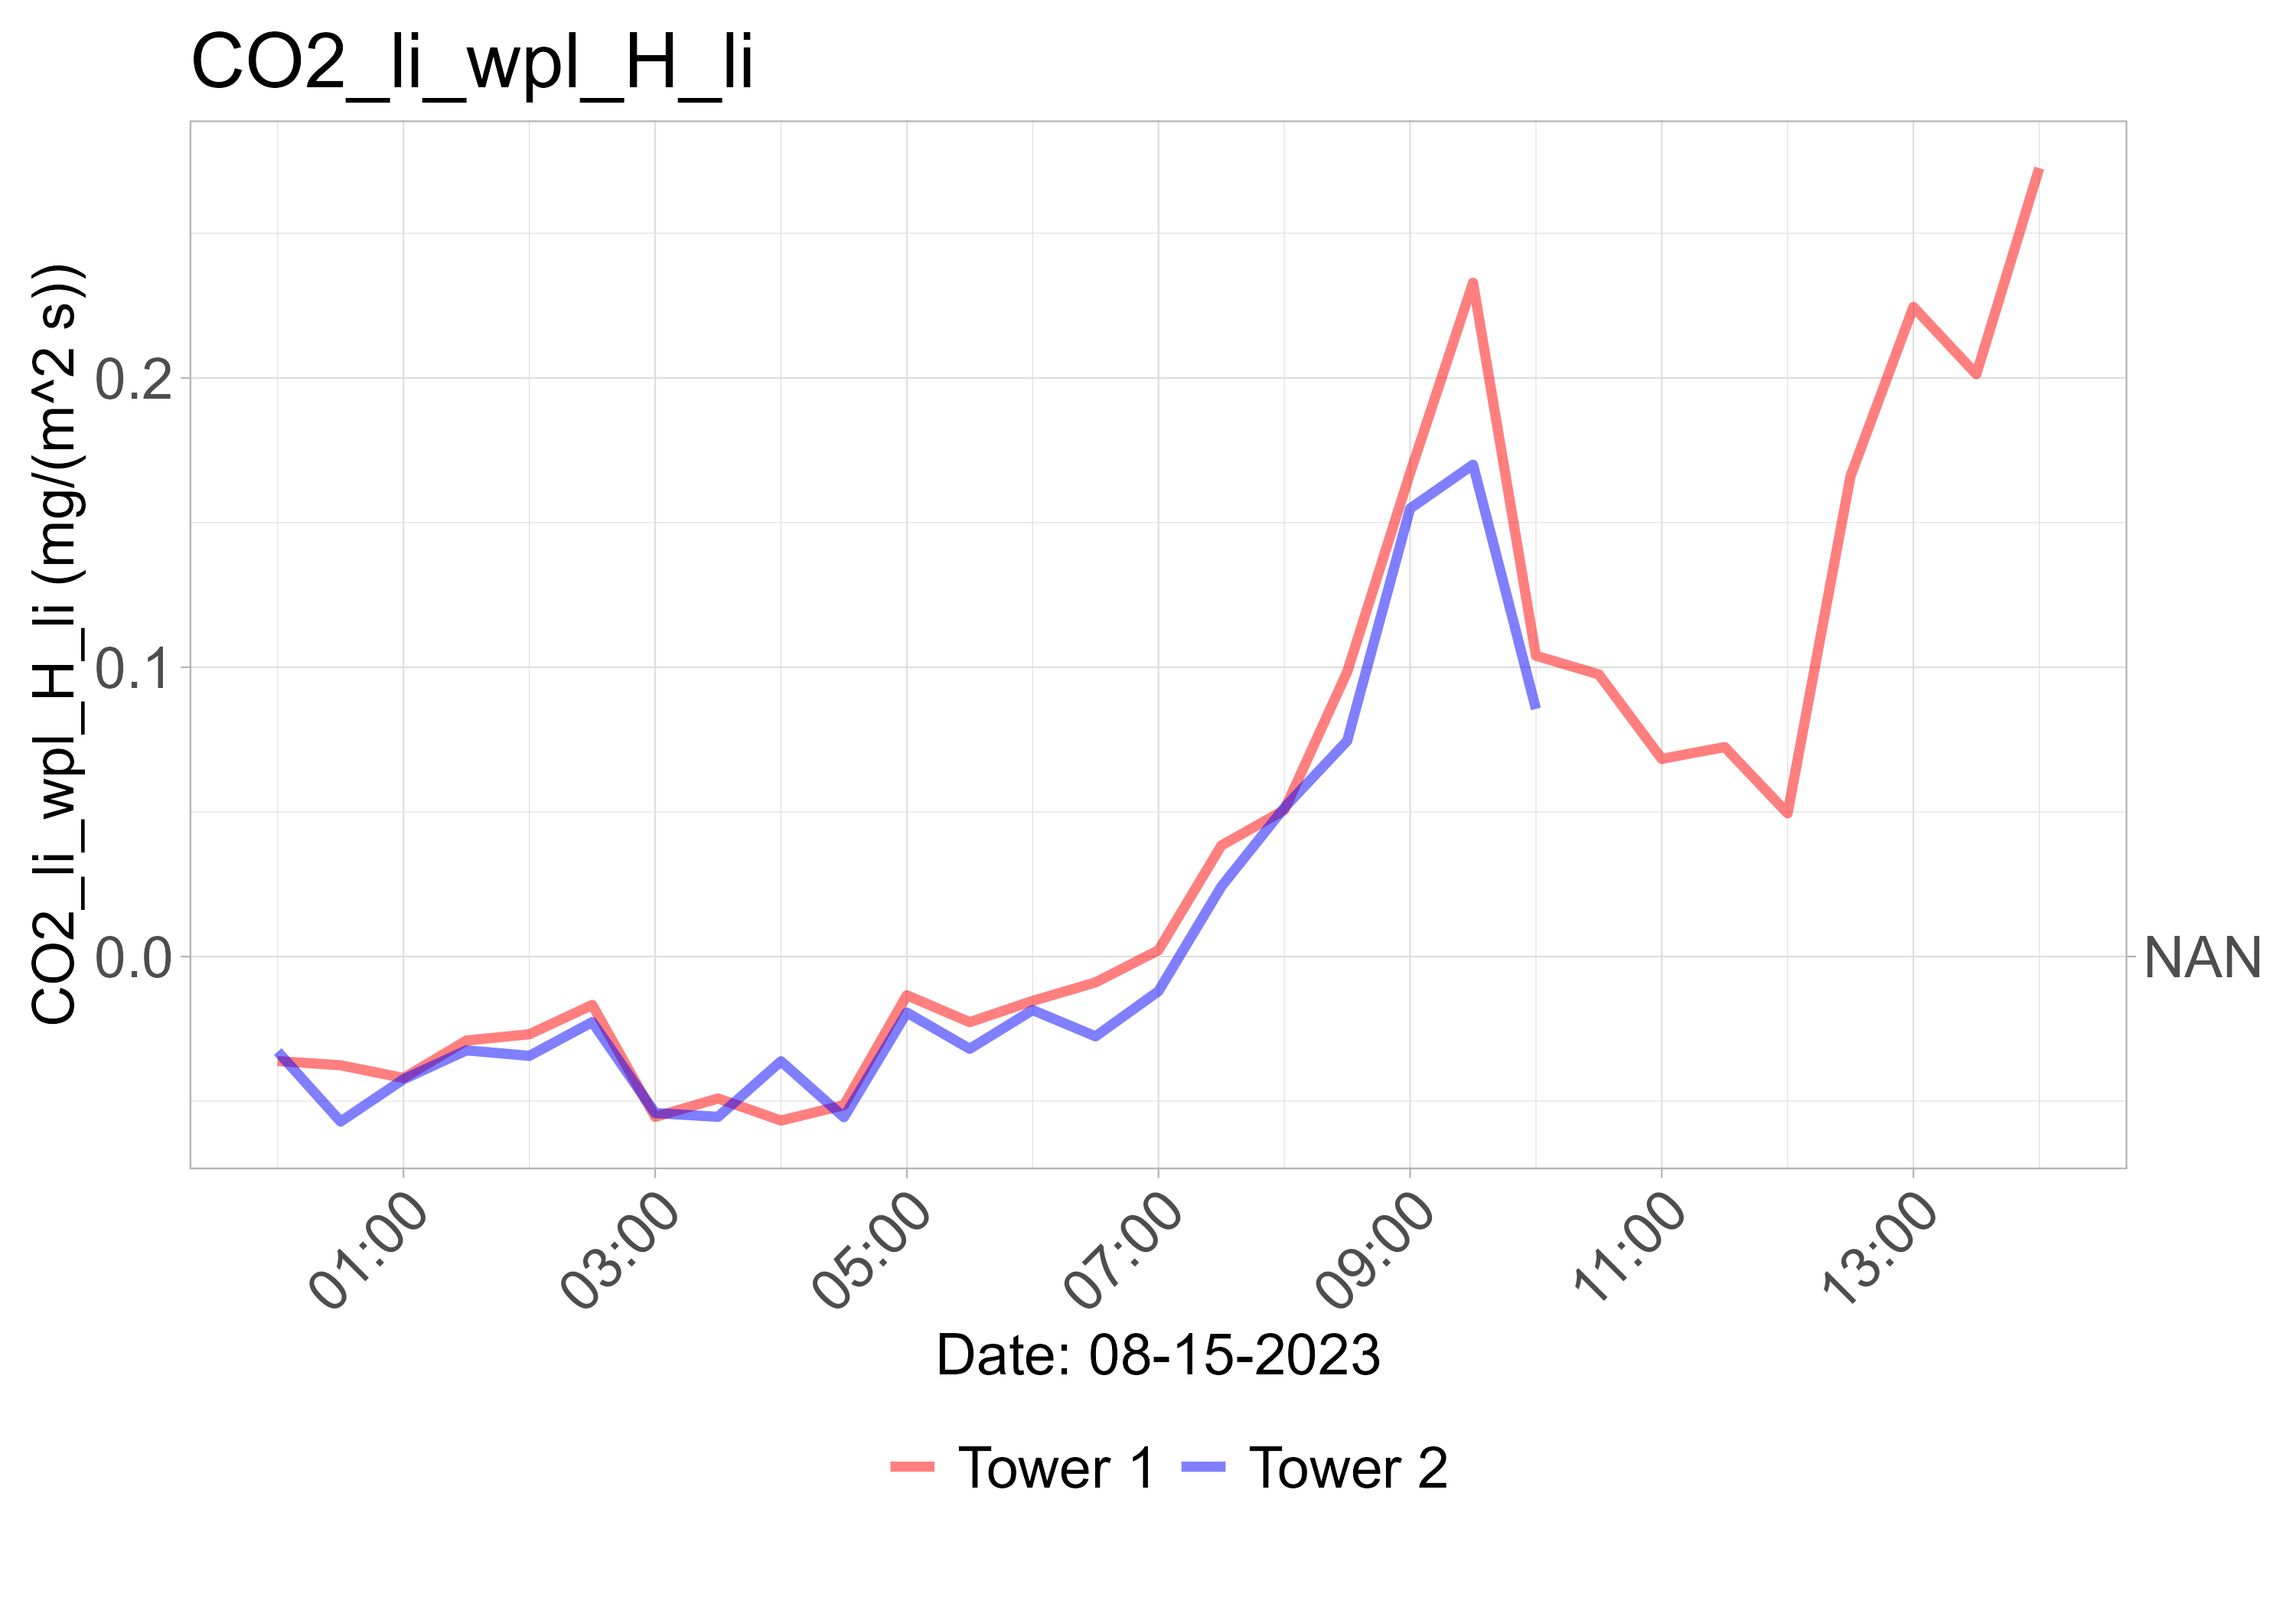 CO2_li_wpl_H_li
CO2_li_wpl_H_li (mg/(m^2 s))
0.2
0.1
0.0
NAN
01:00
03:00
05:00
07:00
09:00
11:00
13:00
Date: 08-15-2023
Tower 1
Tower 2